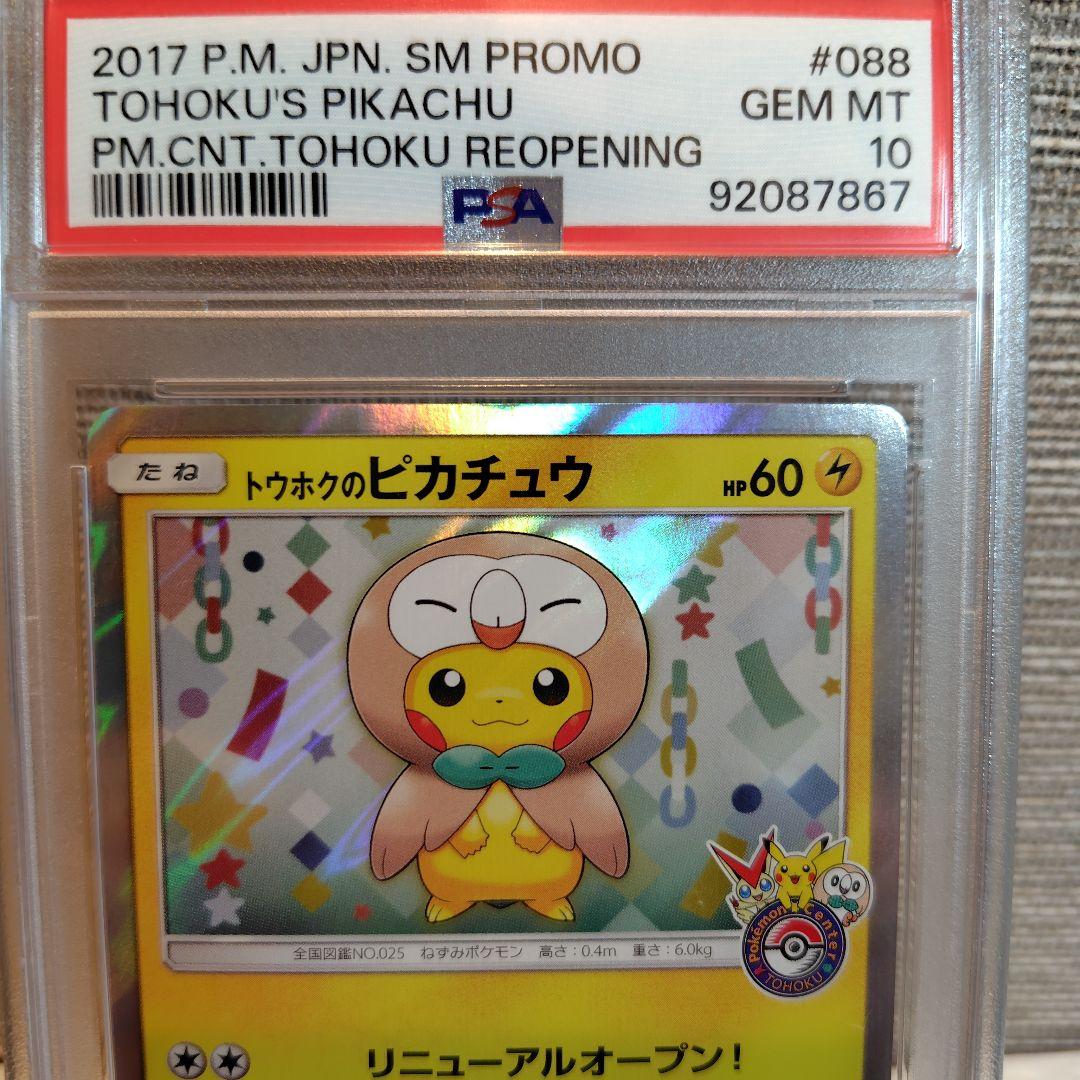 2017 P.M. JPN. SM PROMO #088
TOHOKU'S PIKACHU GEM MT
PM.CNT.TOHOKU REOPENING 10
PSA 92087867
たね トウホクのピカチュウ HP60
Pokémon Center
TOHOKU
全国図鑑NO.025 ねずみポケモン 高さ:0.4m 重さ:6.0kg
リニューアルオープン!